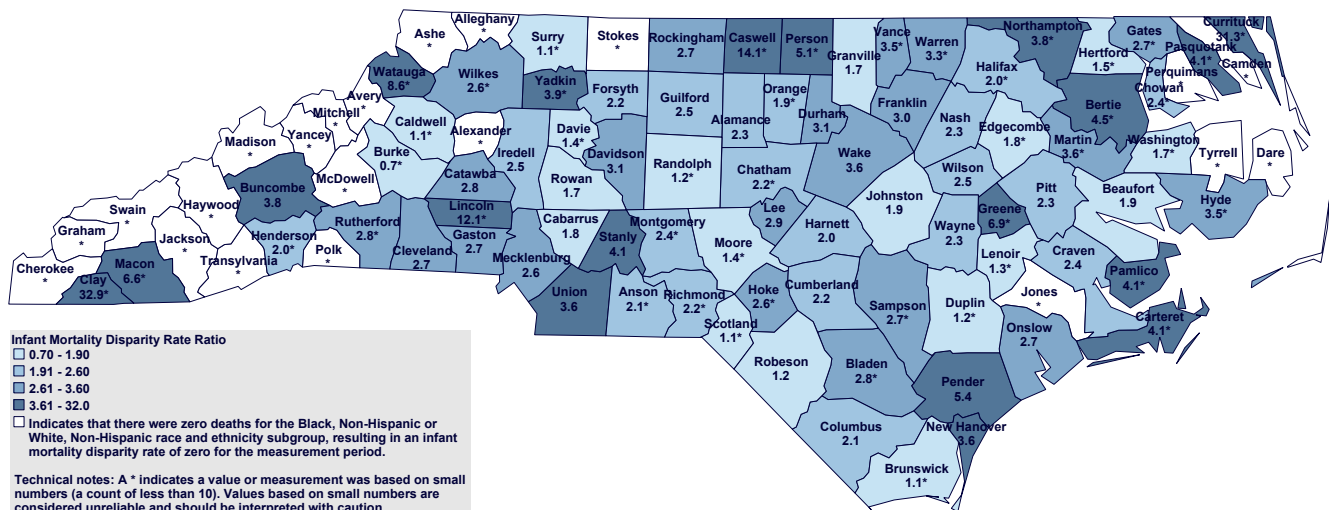 Ashe
*
Alleghany
*
Surry
1.1*
Stokes
*
Rockingham
2.7
Caswell
14.1*
Person
5.1*
Granville
1.7
Vance
3.5*
Warren
3.3*
Northampton
3.8*
Hertford
1.5*
Gates
2.7*
Currituck
31.3*
Pasquotank
4.1*
Camden
*
Perquimans
*
Chowan
2.4*
Halifax
2.0*
Bertie
4.5*
Watauga
8.6*
Wilkes
2.6*
Yadkin
3.9*
Forsyth
2.2
Guilford
2.5
Alamance
2.3
Orange
1.9*
Durham
3.1
Franklin
3.0
Nash
2.3
Edgecombe
1.8*
Martin
3.6*
Washington
1.7*
Tyrrell
*
Dare
*
Avery
*
Mitchell
*
Yancey
*
Madison
*
Caldwell
1.1*
Alexander
*
Iredell
2.5
Davie
1.4*
Davidson
3.1
Randolph
1.2*
Chatham
2.2*
Wake
3.6
Wilson
2.5
Pitt
2.3
Beaufort
1.9
Hyde
3.5*
Burke
0.7*
McDowell
*
Buncombe
3.8
Haywood
*
Swain
*
Graham
*
Cherokee
*
Clay
32.9*
Macon
6.6*
Jackson
*
Transylvania
*
Henderson
2.0*
Polk
*
Rutherford
2.8*
Cleveland
2.7
Catawba
2.8
Lincoln
12.1*
Gaston
2.7
Rowan
1.7
Cabarrus
1.8
Mecklenburg
2.6
Stanly
4.1
Montgomery
2.4*
Moore
1.4*
Lee
2.9
Harnett
2.0
Johnston
1.9
Wayne
2.3
Greene
6.9*
Lenoir
1.3*
Craven
2.4
Pamlico
4.1*
Jones
*
Carteret
4.1*
Union
3.6
Anson
2.1*
Richmond
2.2*
Scotland
1.1*
Hoke
2.6*
Cumberland
2.2
Sampson
2.7*
Duplin
1.2*
Onslow
2.7
Robeson
1.2
Bladen
2.8*
Pender
5.4
Columbus
2.1
New Hanover
3.6
Brunswick
1.1*
Infant Mortality Disparity Rate Ratio
0.70 - 1.90
1.91 - 2.60
2.61 - 3.60
3.61 - 32.0
Indicates that there were zero deaths for the Black, Non-Hispanic or
White, Non-Hispanic race and ethnicity subgroup, resulting in an infant
mortality disparity rate of zero for the measurement period.
Technical notes: A * indicates a value or measurement was based on small
numbers (a count of less than 10). Values based on small numbers are
considered unreliable and should be interpreted with caution